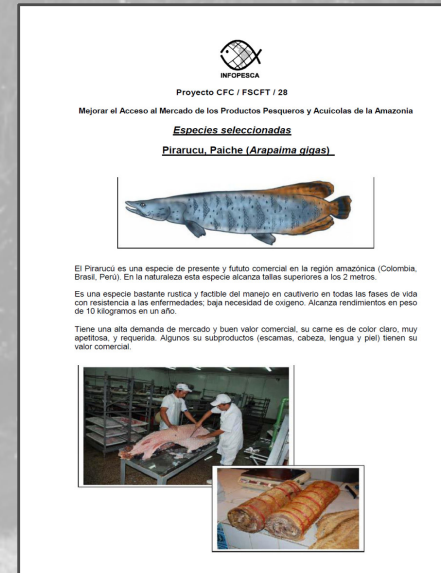 INFOPESCA
Proyecto CFC / FSCFT / 28
Mejorar el Acceso al Mercado de los Productos Pesqueros y Acuicolas de la Amazonia
Especies seleccionadas
Pirarucu, Paiche (Arapaima gigas)
El Pirarucú es una especie de presente y fututo comercial en la región amazónica (Colombia,
Brasil, Perú). En la naturaleza esta especie alcanza tallas superiores a los 2 metros.
Es una especie bastante rustica y factible del manejo en cautiverio en todas las fases de vida
con resistencia a las enfermedades; baja necesidad de oxigeno. Alcanza rendimientos en peso
de 10 kilogramos en un año.
Tiene una alta demanda de mercado y buen valor comercial, su carne es de color claro, muy
apetitosa, y requerida. Algunos su subproductos (escamas, cabeza, lengua y piel) tienen su
valor comercial.